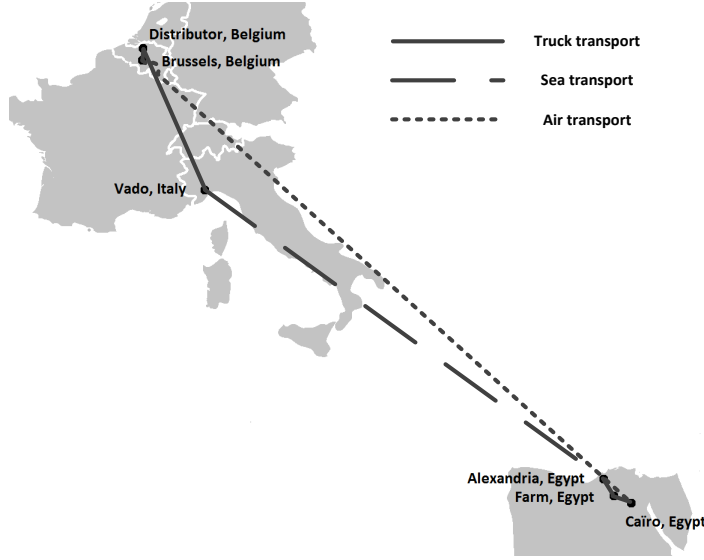 Distributor, Belgium
Brussels, Belgium
Truck transport
Sea transport
Air transport
Vado, Italy
Alexandria, Egypt
Farm, Egypt
Caïro, Egypt